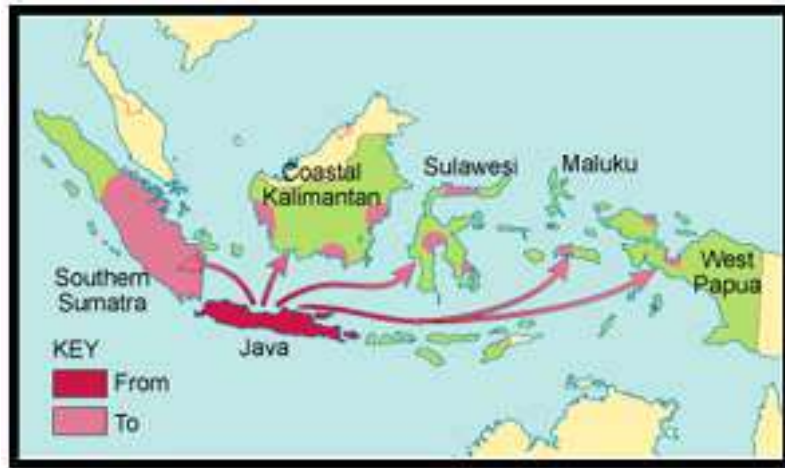 Coastal
Kalimantan
Sulawesi
Maluku
Southern
Sumatra
West
Papua
Java
KEY
From
To